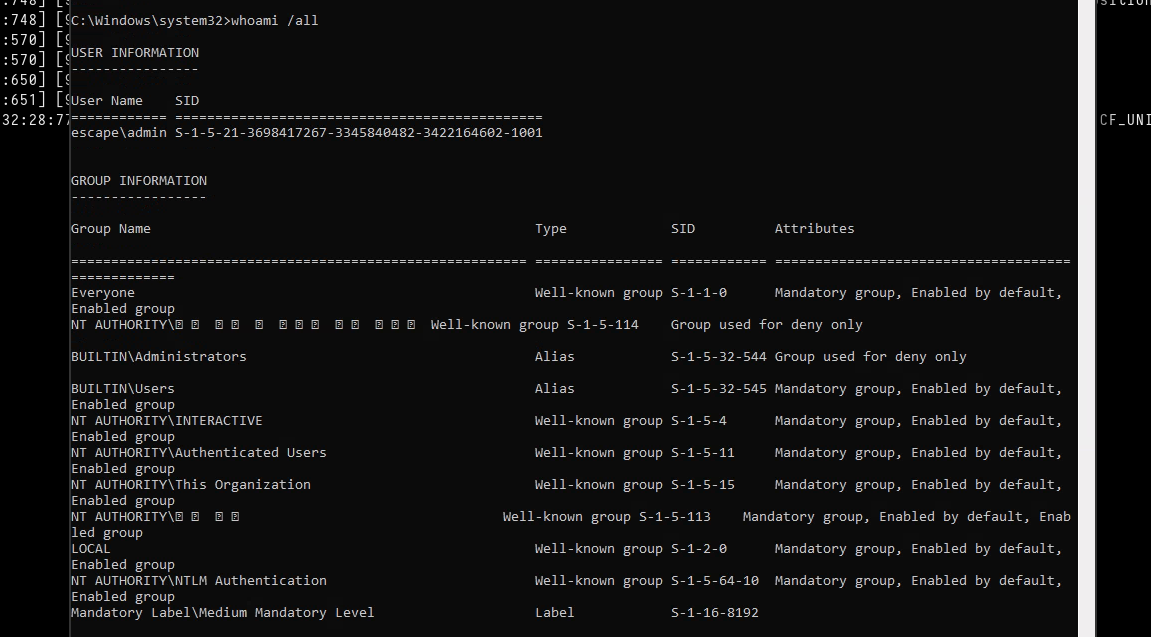 :748] [
:748] [
:570] [
:570] [
:650] [
:651] [
32:28:77
C:\Windows\system32>whoami /all
USER INFORMATION
----------------
User Name    SID
============ ==============================================
escape\admin S-1-5-21-3698417267-3345840482-3422164602-1001
GROUP INFORMATION
-----------------
Group Name    Type    SID    Attributes
========================================================= ================ ============ =====================================
=============
Everyone    Well-known group S-1-1-0    Mandatory group, Enabled by default,
Enabled group
NT AUTHORITY\    Well-known group S-1-5-114    Group used for deny only
BUILTIN\Administrators    Alias    S-1-5-32-544 Group used for deny only
BUILTIN\Users    Alias    S-1-5-32-545 Mandatory group, Enabled by default,
Enabled group
NT AUTHORITY\INTERACTIVE    Well-known group S-1-5-4    Mandatory group, Enabled by default,
Enabled group
NT AUTHORITY\Authenticated Users    Well-known group S-1-5-11    Mandatory group, Enabled by default,
Enabled group
NT AUTHORITY\This Organization    Well-known group S-1-5-15    Mandatory group, Enabled by default,
Enabled group
NT AUTHORITY\    Well-known group S-1-5-113    Mandatory group, Enabled by default, Enab
led group
LOCAL    Well-known group S-1-2-0    Mandatory group, Enabled by default,
Enabled group
NT AUTHORITY\NTLM Authentication    Well-known group S-1-5-64-10  Mandatory group, Enabled by default,
Enabled group
Mandatory Label\Medium Mandatory Level    Label    S-1-16-8192
CF_UNI